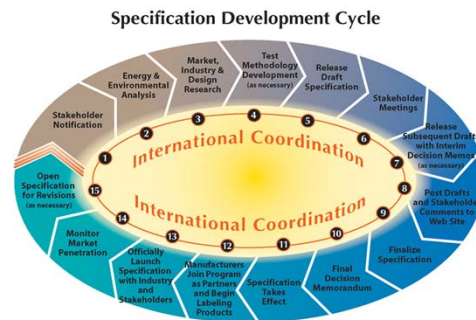 Specification Development Cycle
Stakeholder
Notification
Energy &
Environmental
Analysis
Market,
Industry &
Design
Research
Test
Methodology
Development
(as necessary)
Release
Draft
Specification
Stakeholder
Meetings
Release
Subsequent Draft
with Interim
Decision Memos
(as necessary)
Post Drafts
and Stakeholder
Comments to
Web Site
Finalize
Specification
Final
Decision
Memorandum
Specification
Takes
Effect
Manufacturers
Join Program
as Partners
and Begin
Labeling
Products
Officially
Launch
Specification
with Industry
and
Stakeholders
Monitor
Market
Penetration
Open
Specification
for Revisions
(as necessary)
1
2
3
4
5
6
7
8
9
10
11
12
13
14
15
International Coordination
International Coordination